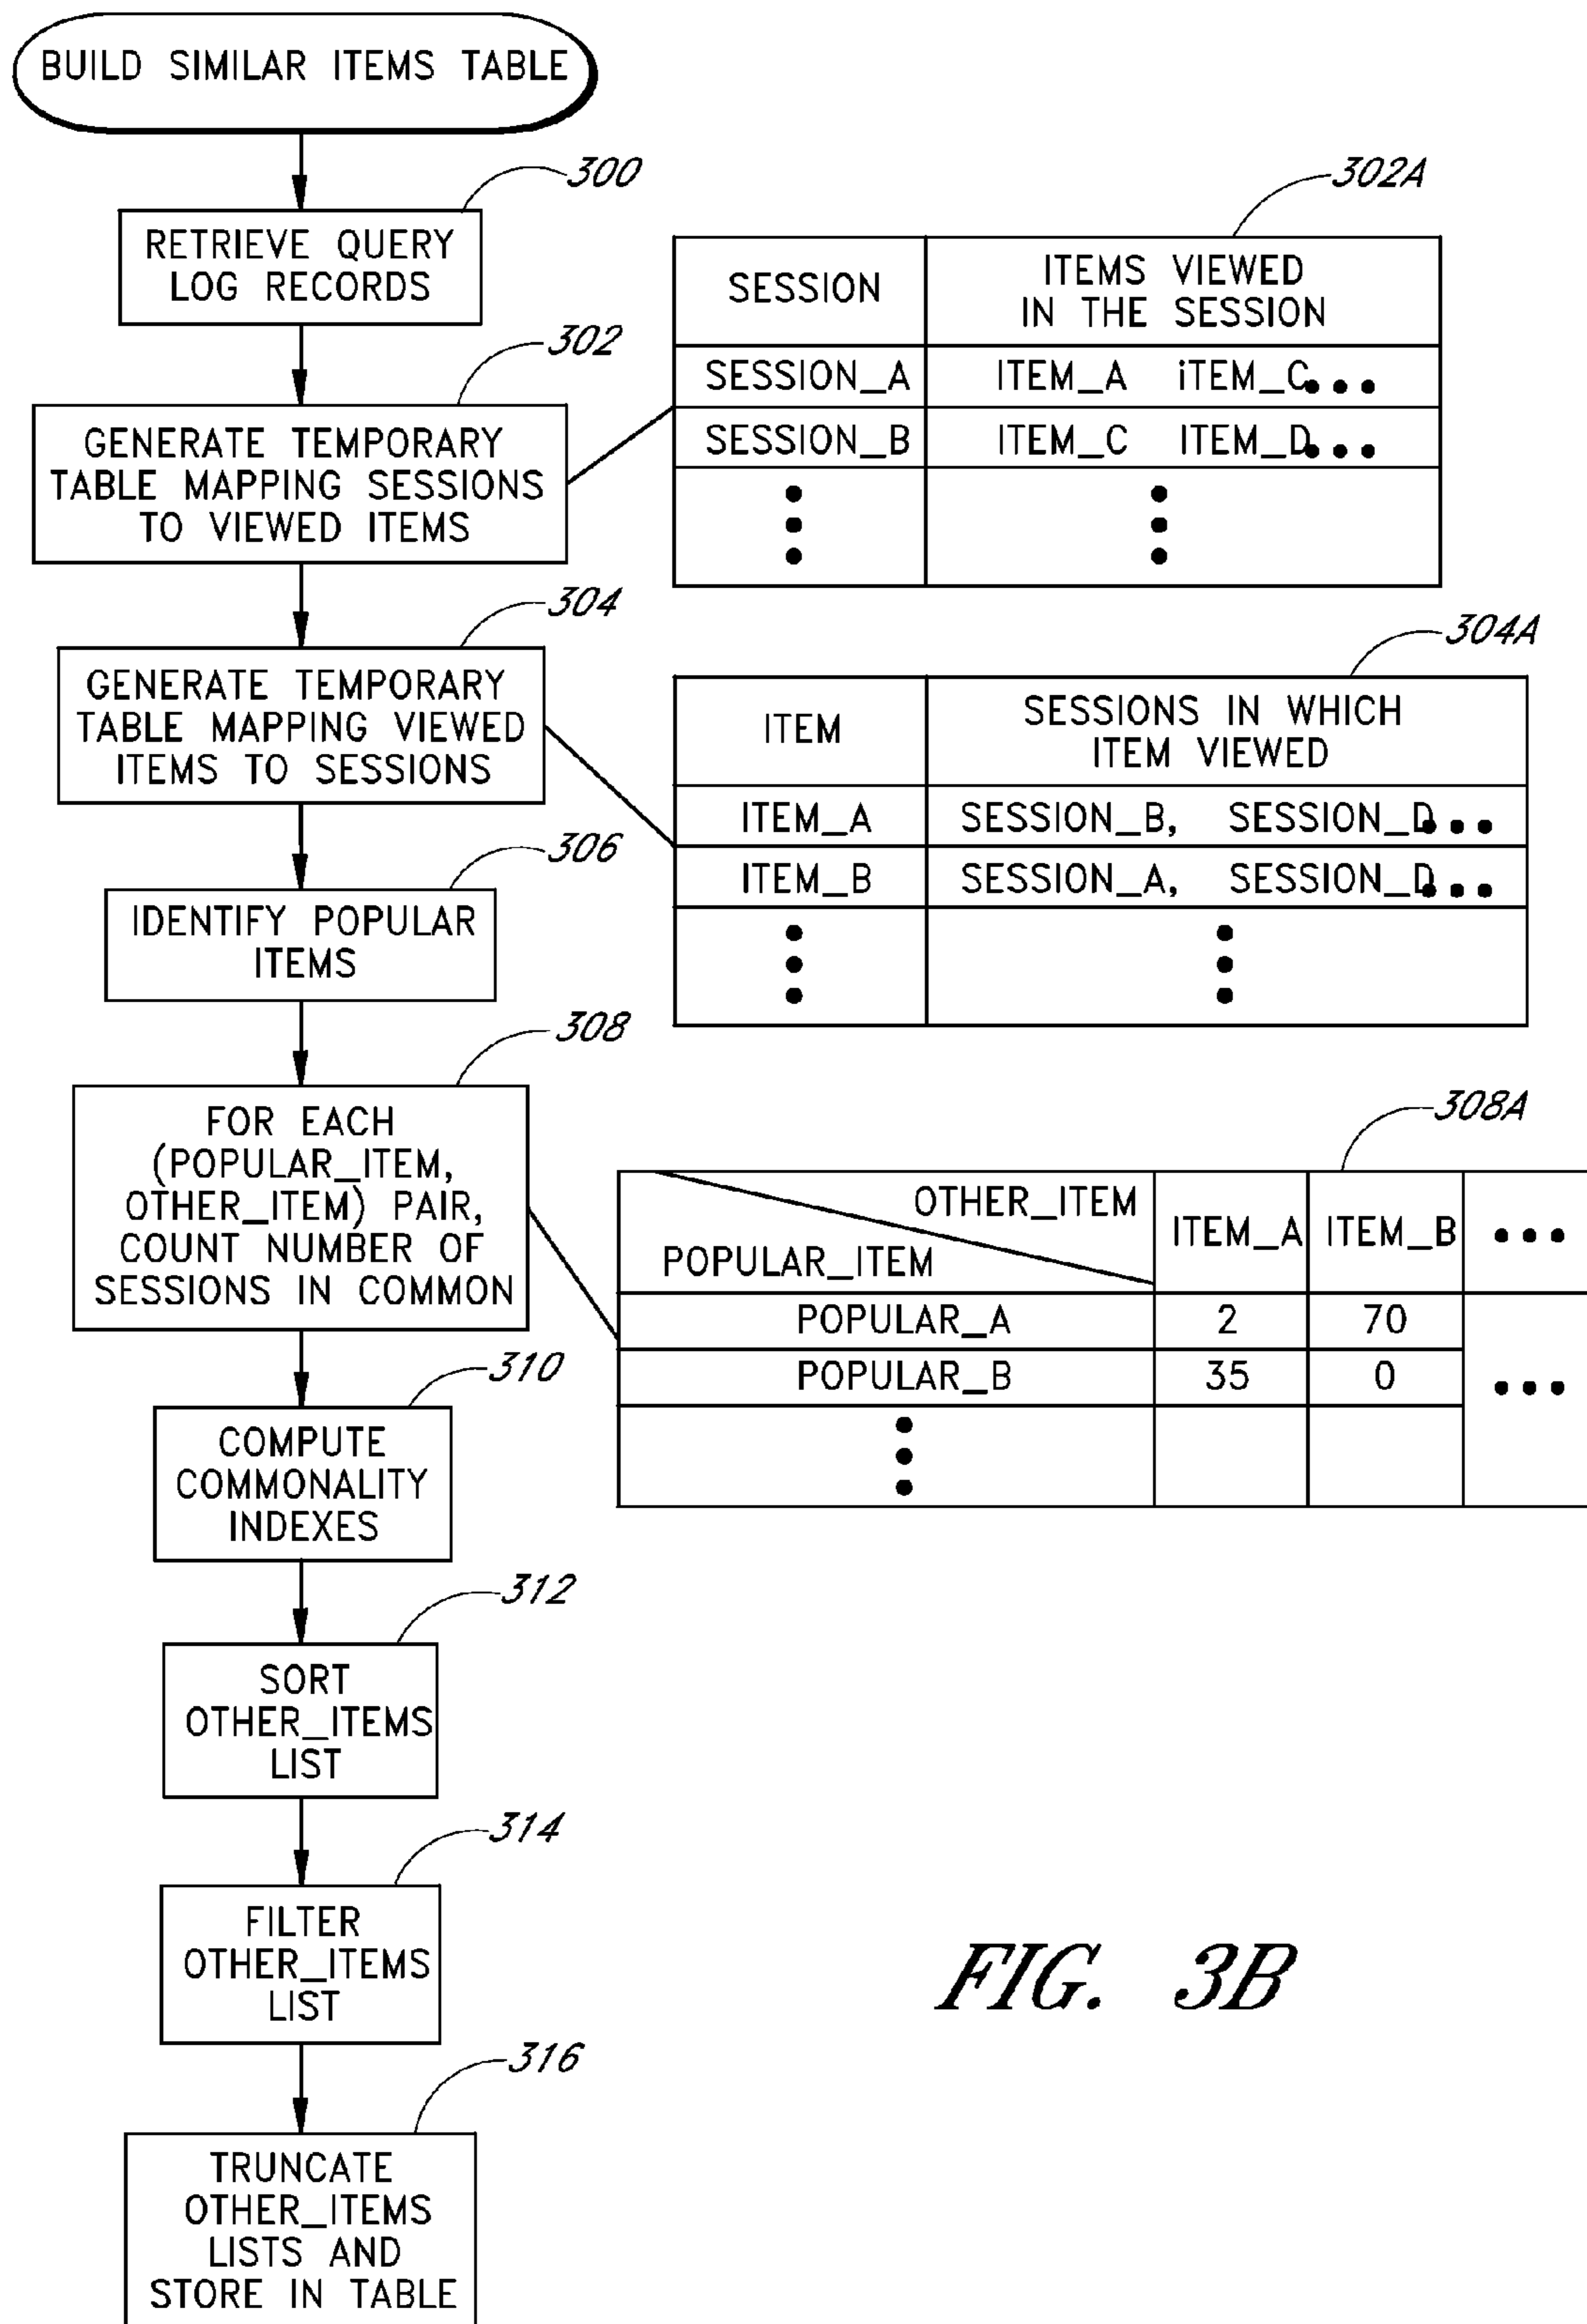 BUILD SIMILAR ITEMS TABLE
300
RETRIEVE QUERY
LOG RECORDS
302
GENERATE TEMPORARY
TABLE MAPPING SESSIONS
TO VIEWED ITEMS
302A
SESSION
ITEMS VIEWED
IN THE SESSION
SESSION_A ITEM_A iTEM_C...
SESSION_B ITEM_C ITEM_D...
304
GENERATE TEMPORARY
TABLE MAPPING VIEWED
ITEMS TO SESSIONS
304A
ITEM
SESSIONS IN WHICH
ITEM VIEWED
ITEM_A SESSION_B, SESSION_D...
ITEM_B SESSION_A, SESSION_D...
306
IDENTIFY POPULAR
ITEMS
308
FOR EACH
(POPULAR_ITEM,
OTHER_ITEM) PAIR,
COUNT NUMBER OF
SESSIONS IN COMMON
308A
OTHER_ITEM
POPULAR_ITEM
ITEM_A ITEM_B ...
POPULAR_A 2 70
POPULAR_B 35 0 ...
310
COMPUTE
COMMONALITY
INDEXES
312
SORT
OTHER_ITEMS
LIST
314
FILTER
OTHER_ITEMS
LIST
316
TRUNCATE
OTHER_ITEMS
LISTS AND
STORE IN TABLE
FIG. 3B